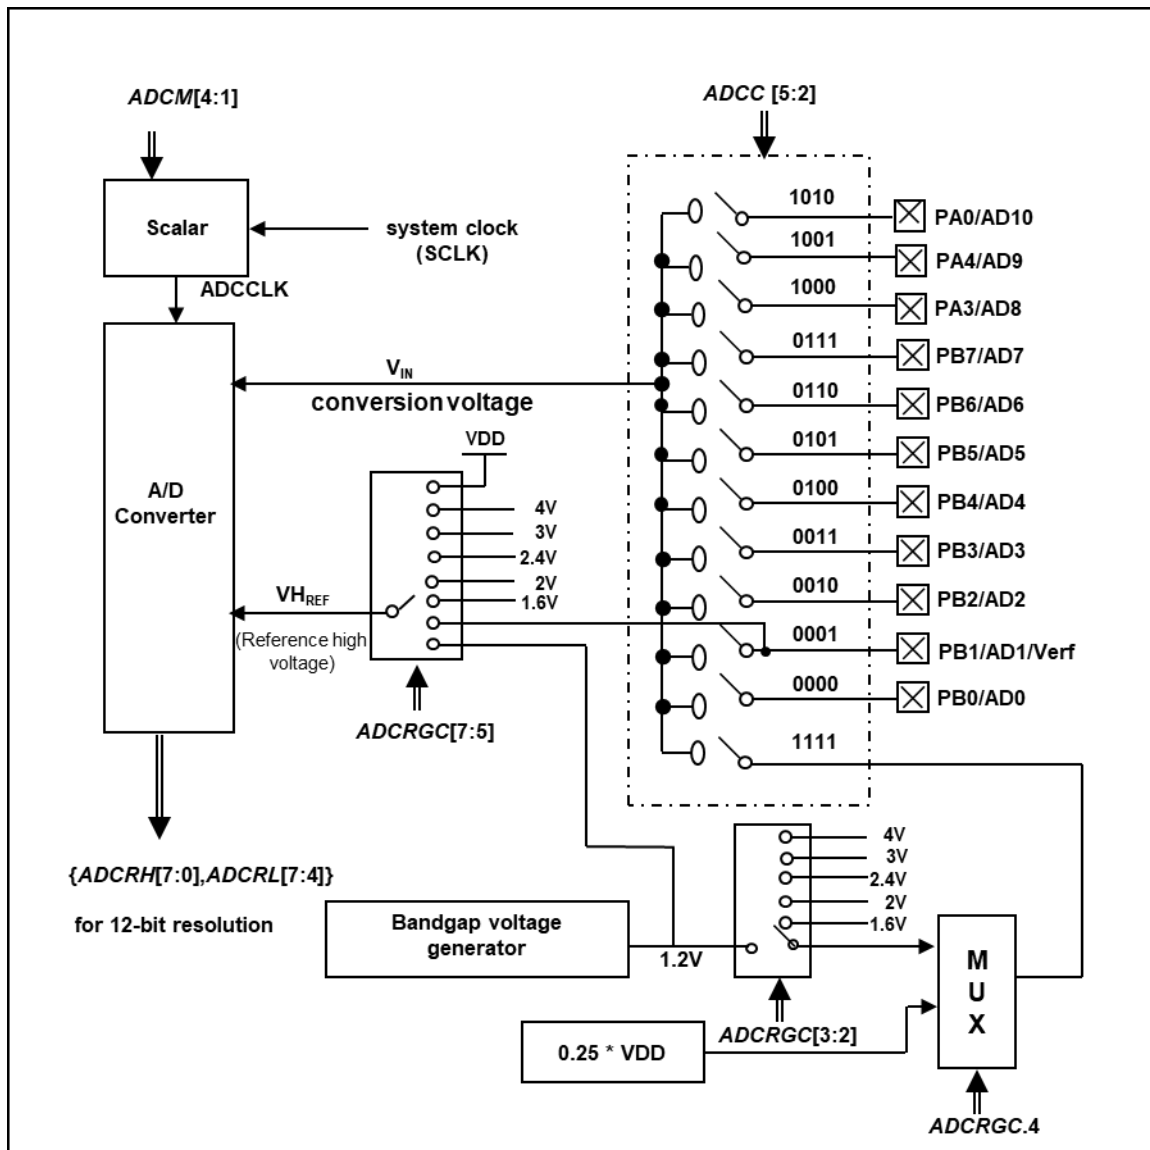 ADCM[4:1]
ADCC [5:2]
Scalar
system clock
(SCLK)
ADCCLK
1010
PA0/AD10
1001
PA4/AD9
1000
PA3/AD8
0111
PB7/AD7
0110
PB6/AD6
0101
PB5/AD5
0100
PB4/AD4
0011
PB3/AD3
0010
PB2/AD2
0001
PB1/AD1/Verf
0000
PB0/AD0
1111
VIN
conversion voltage
A/D
Converter
VDD
4V
3V
2.4V
2V
1.6V
VHREF
(Reference high
voltage)
ADCRGC[7:5]
{ADCRH[7:0],ADCRL[7:4]}
for 12-bit resolution
Bandgap voltage
generator
1.2V
4V
3V
2.4V
2V
1.6V
ADCRGC[3:2]
0.25 * VDD
M
U
X
ADCRGC.4